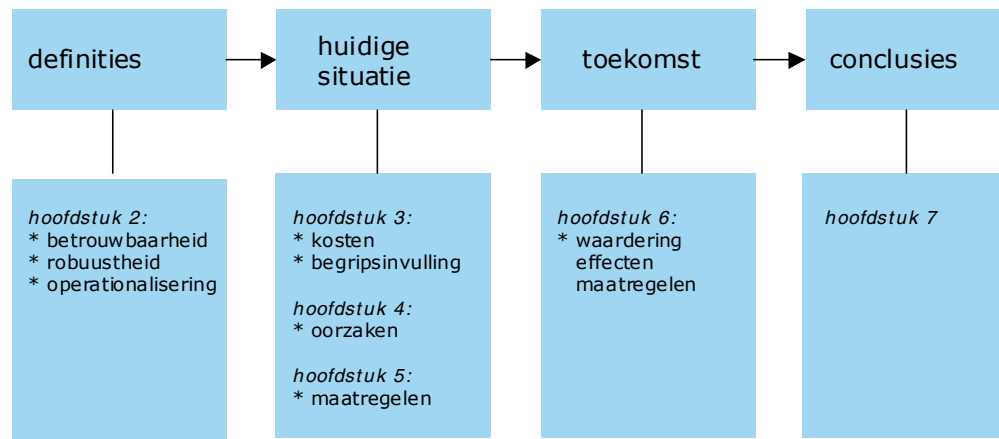 definities
huidige
situatie
toekomst
conclusies
hoofdstuk 2:
* betrouwbaarheid
* robuustheid
* operationalisering
hoofdstuk 3:
* kosten
* begripsinvulling
hoofdstuk 4:
* oorzaken
hoofdstuk 5:
* maatregelen
hoofdstuk 6:
* waardering
effecten
maatregelen
hoofdstuk 7